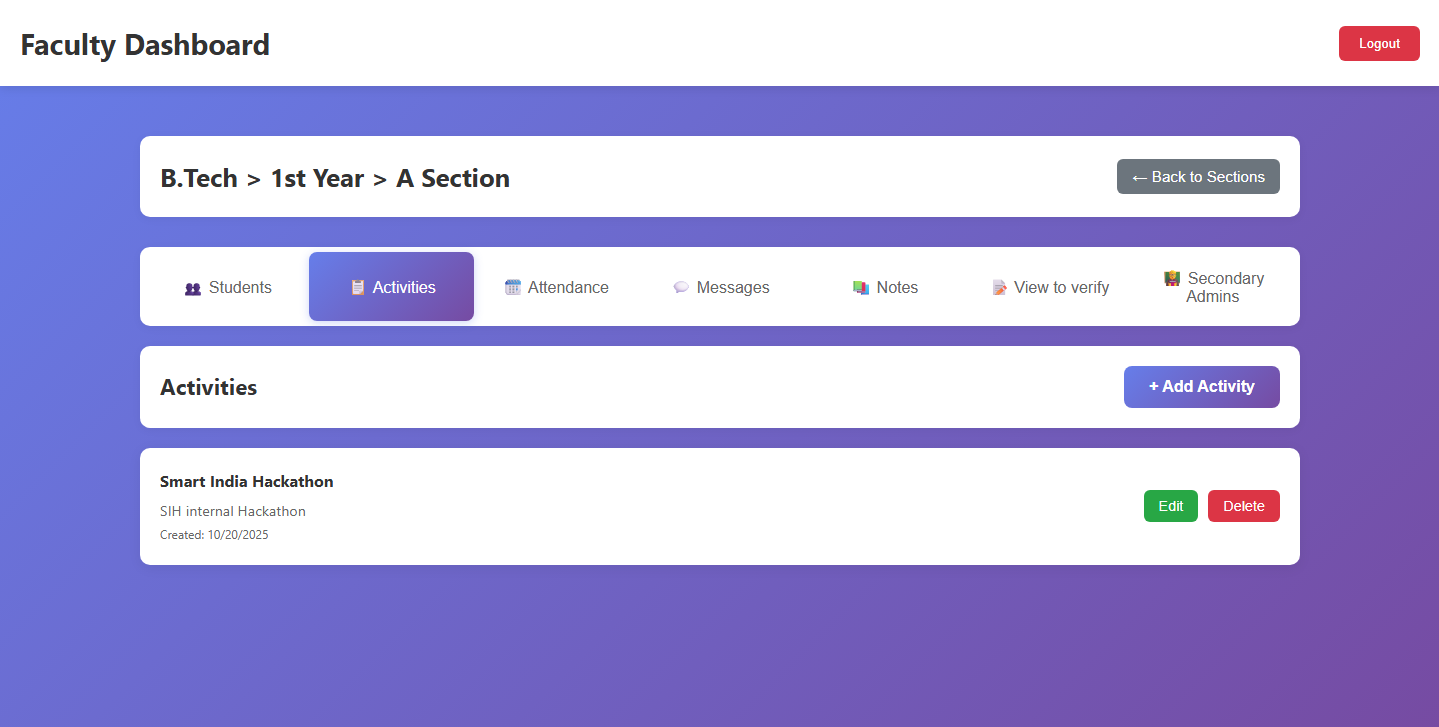 Faculty Dashboard
Logout
B.Tech > 1st Year > A Section
← Back to Sections
Students
Activities
Attendance
Messages
Notes
View to verify
Secondary
Admins
Activities
+ Add Activity
Smart India Hackathon
SIH internal Hackathon
Created: 10/20/2025
Edit
Delete